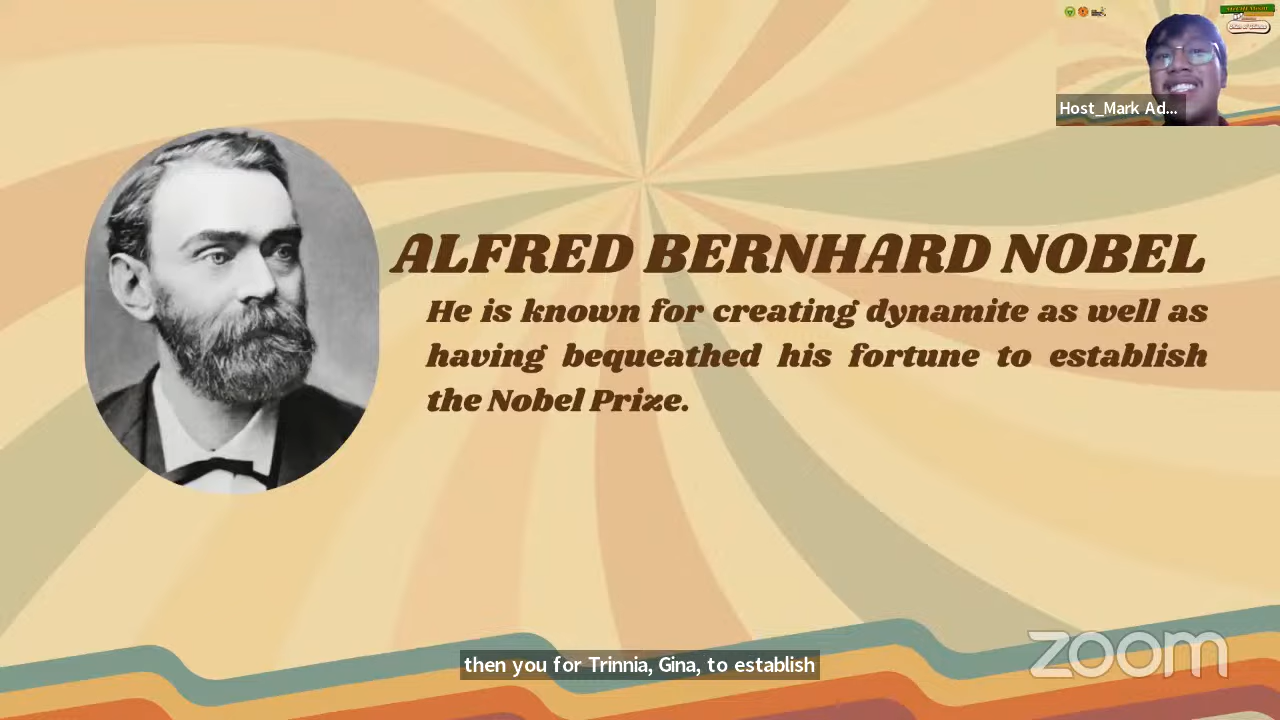 Host_Mark Ad...
ALFRED BERNHARD NOBEL
He is known for creating dynamite as well as
having bequeathed his fortune to establish
the Nobel Prize.
then you for Trinnia, Gina, to establish
zoom